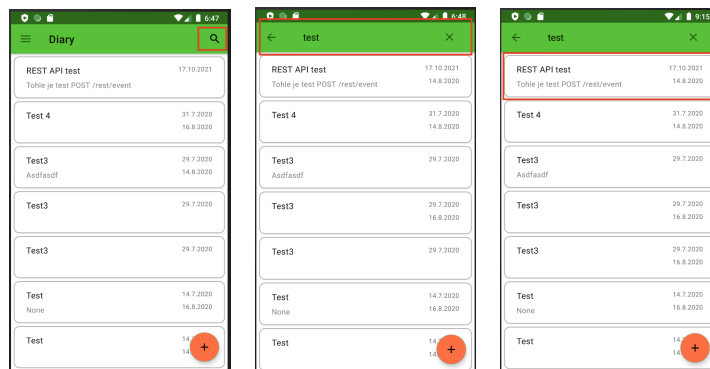 6:47
Diary
REST API test 17.10.2021
Tohle je test POST /rest/event
Test 4 31.7.2020
16.8.2020
Test3 29.7.2020
Asdfasdf 14.8.2020
Test3 29.7.2020
Test3 29.7.2020
Test 14.7.2020
None 16.8.2020
Test 14.
14.
+
6:48
test
REST API test 17.10.2021
Tohle je test POST /rest/event 14.8.2020
Test 4 31.7.2020
14.8.2020
Test3 29.7.2020
Asdfasdf
Test3 29.7.2020
16.8.2020
Test3 29.7.2020
Test 14.7.2020
None 16.8.2020
Test 14.
14
+
9:15
test
REST API test 17.10.2021
Tohle je test POST /rest/event 14.8.2020
Test 4 31.7.2020
14.8.2020
Test3 29.7.2020
Asdfasdf
Test3 29.7.2020
16.8.2020
Test3 29.7.2020
16.8.2020
Test 14.7.2020
None 16.8.2020
Test 14.
14
+